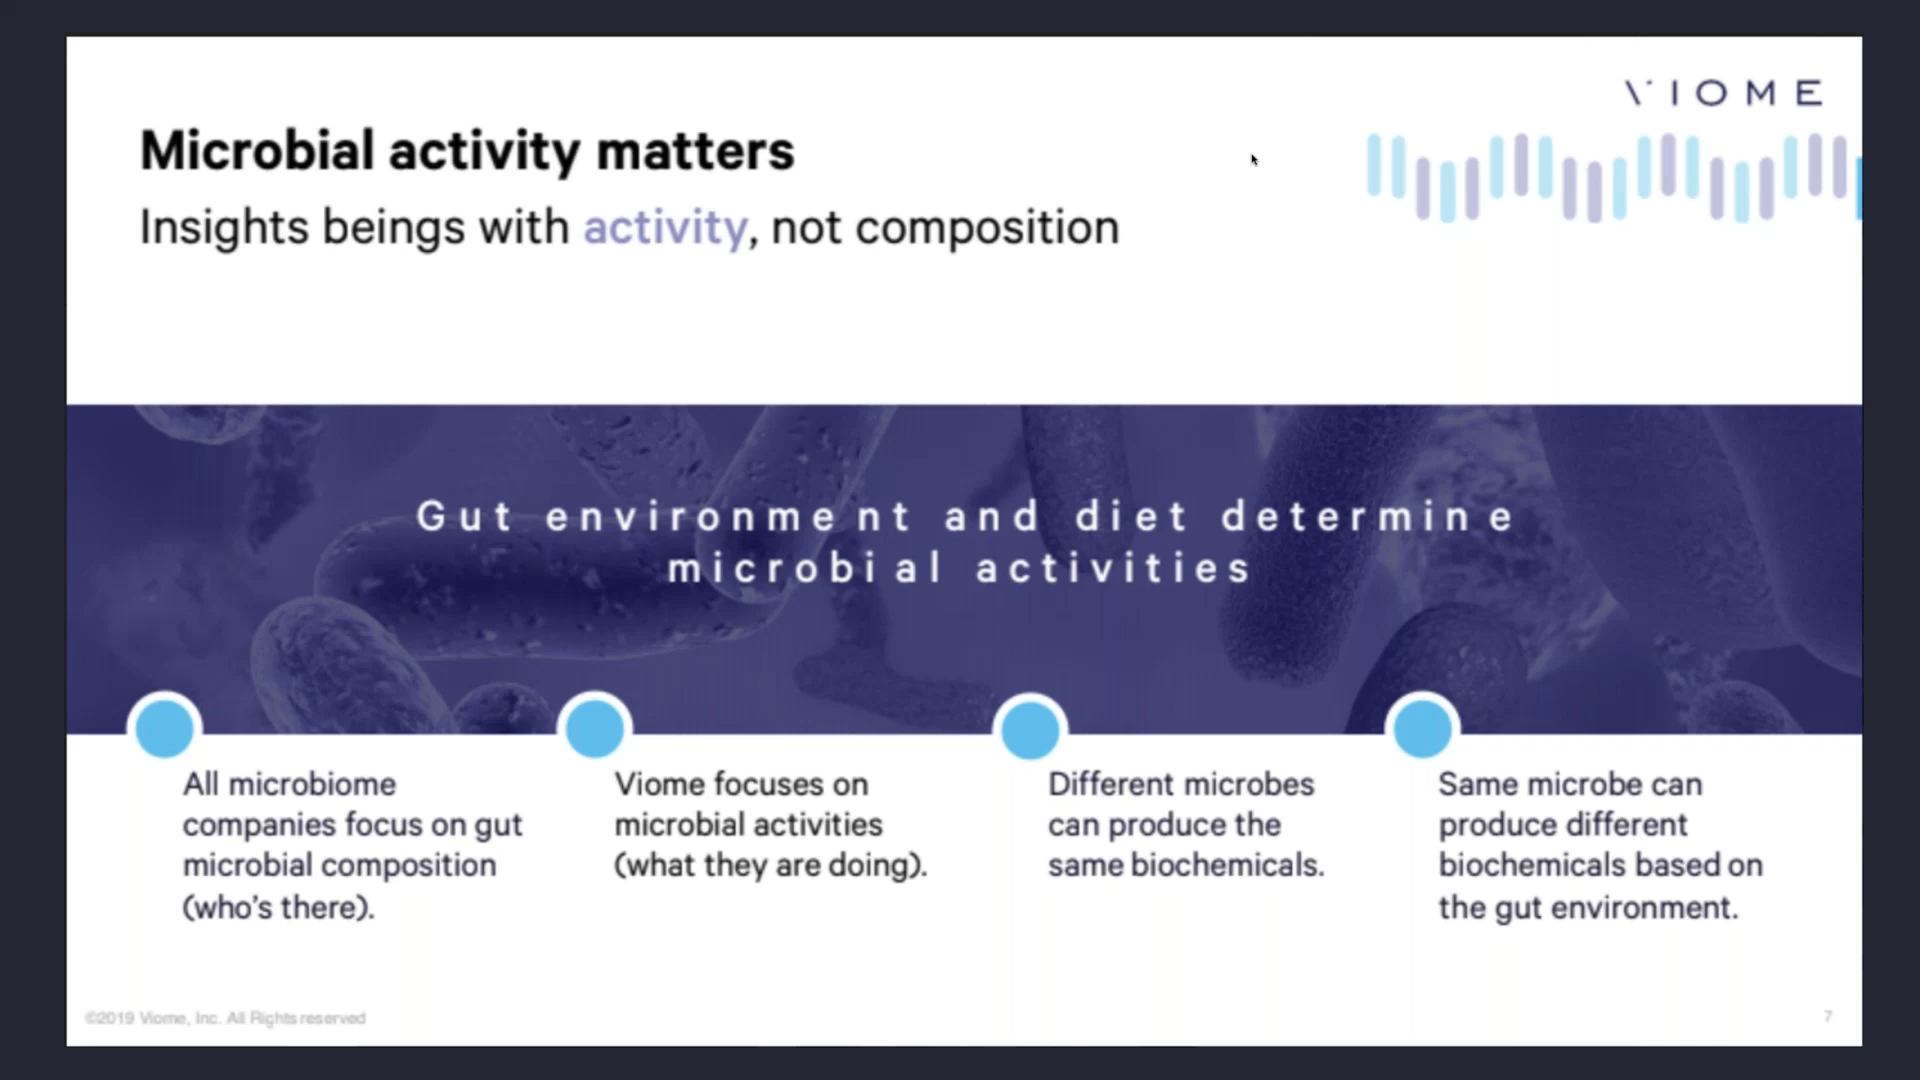 VIOME
Microbial activity matters
Insights beings with activity, not composition
Gut environment and diet determine
microbial activities
All microbiome
companies focus on gut
microbial composition
(who's there).
Viome focuses on
microbial activities
(what they are doing).
Different microbes
can produce the
same biochemicals.
Same microbe can
produce different
biochemicals based on
the gut environment.
©2019 Viome, Inc. All Rights reserved
7